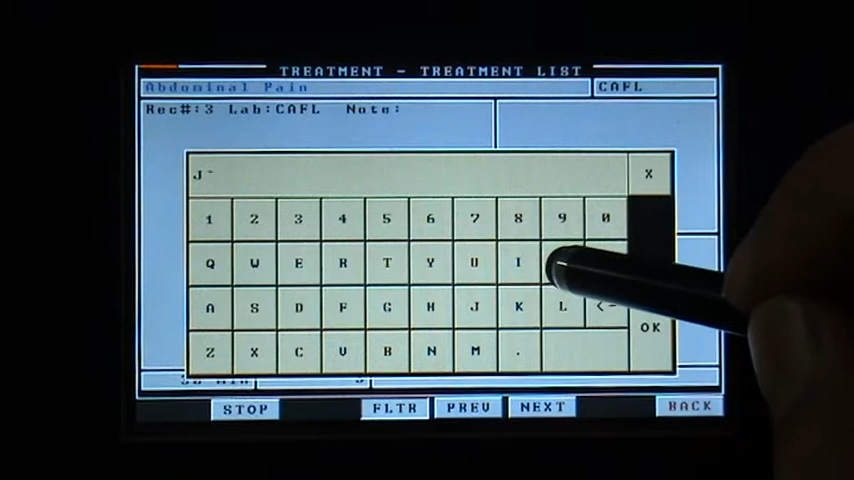 TREATMENT - TREATMENT LIST
Abdominal Pain CAFL
Rec#:3 Lab:CAFL Note:
J X
1 2 3 4 5 6 7 8 9 0
Q W E R T Y U I
A S D F G H J K L <-
OK
Z X C V B N M .
STOP FLTR PREV NEXT BACK